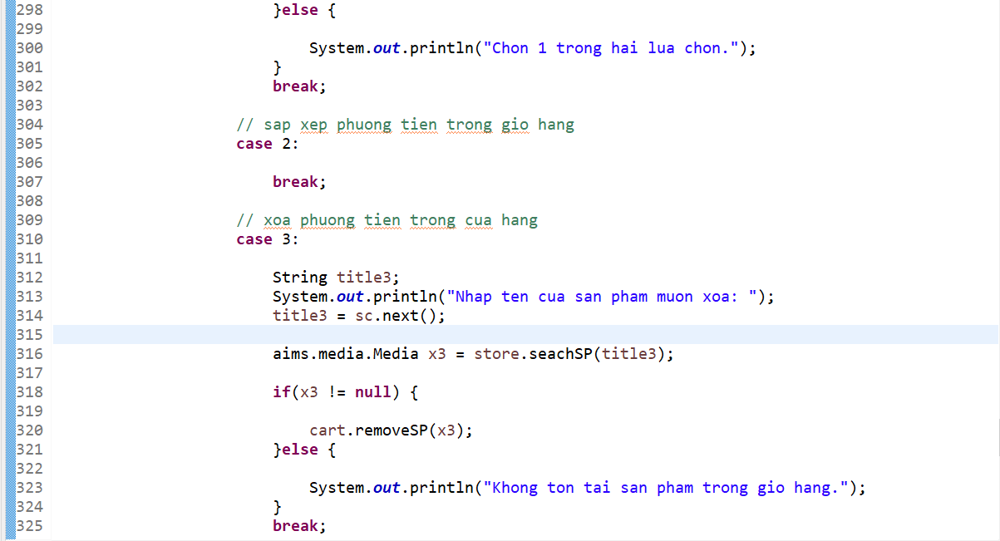 298                         }else {
299
300                             System.out.println("Chon 1 trong hai lua chon.");
301                         }
302                         break;
303
304                     // sap xep phuong tien trong gio hang
305                     case 2:
306
307                         break;
308
309                     // xoa phuong tien trong cua hang
310                     case 3:
311
312                         String title3;
313                         System.out.println("Nhap ten cua san pham muon xoa: ");
314                         title3 = sc.next();
315
316                         aims.media.Media x3 = store.seachSP(title3);
317
318                         if(x3 != null) {
319
320                             cart.removeSP(x3);
321                         }else {
322
323                             System.out.println("Khong ton tai san pham trong gio hang.");
324                         }
325                         break;